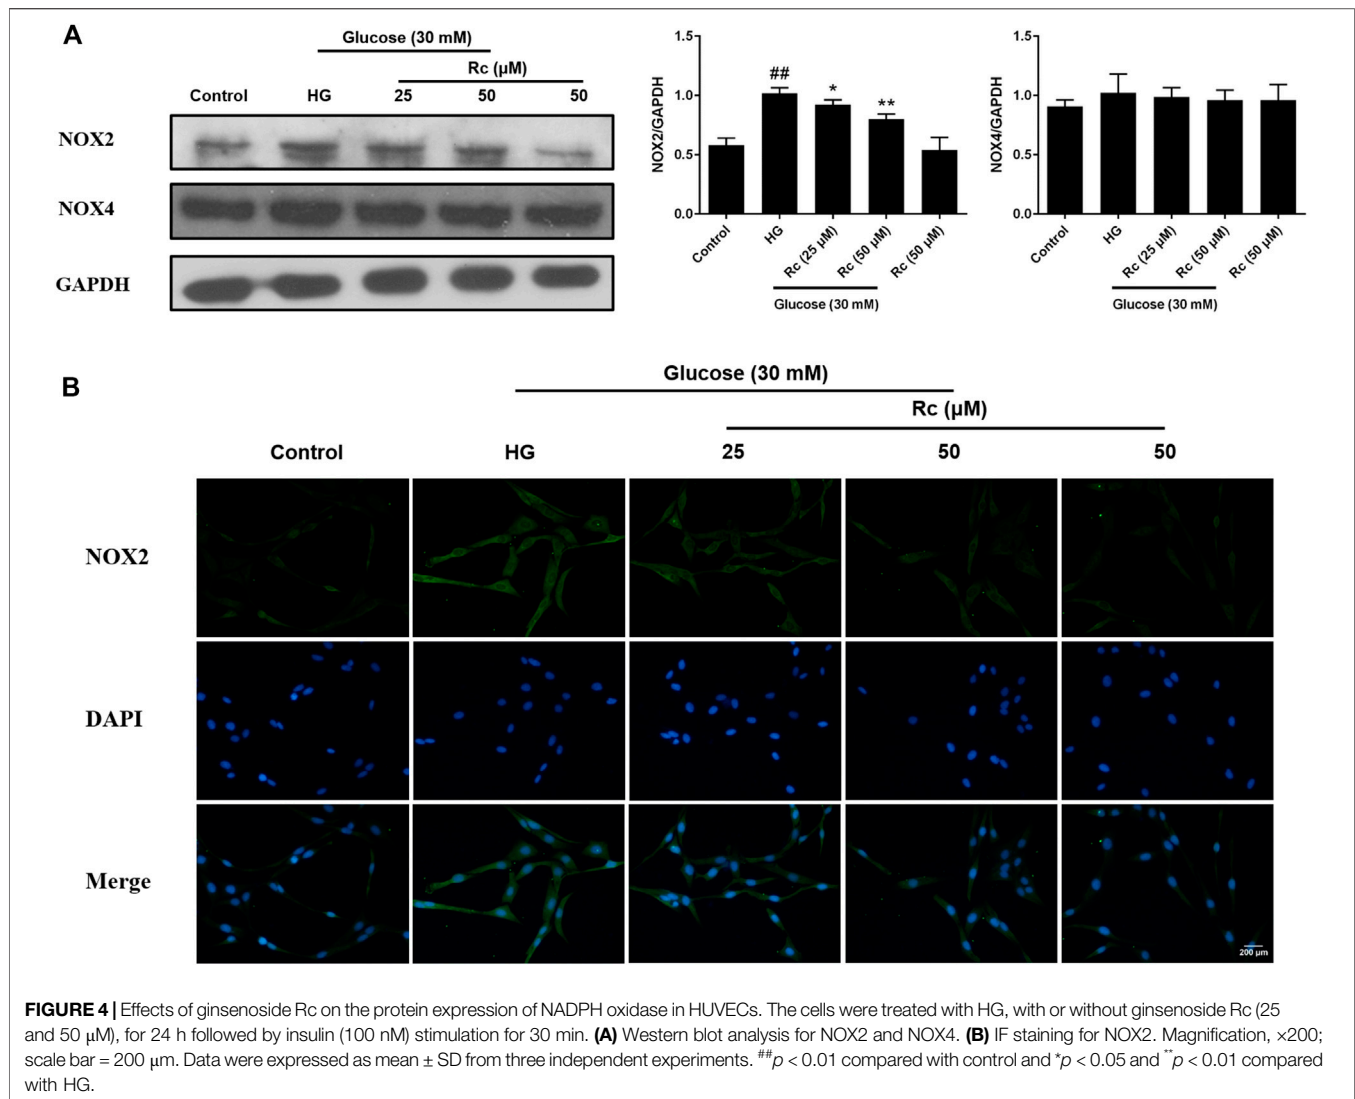 A
Glucose (30 mM)
Rc (μM)
Control HG 25 50 50
NOX2
NOX4
GAPDH
1.5
1.0
0.5
0.0
NOX2/GAPDH
##
*
**
Control
HG
Rc (25 μM)
Rc (50 μM)
Rc (50 μM)
Glucose (30 mM)
1.5
1.0
0.5
0.0
NOX4/GAPDH
Control
HG
Rc (25 μM)
Rc (50 μM)
Rc (50 μM)
Glucose (30 mM)
B
Glucose (30 mM)
Rc (μM)
Control HG 25 50 50
NOX2
DAPI
Merge
200 μm
FIGURE 4 | Effects of ginsenoside Rc on the protein expression of NADPH oxidase in HUVECs. The cells were treated with HG, with or without ginsenoside Rc (25
and 50 μM), for 24 h followed by insulin (100 nM) stimulation for 30 min. (A) Western blot analysis for NOX2 and NOX4. (B) IF staining for NOX2. Magnification, ×200;
scale bar = 200 μm. Data were expressed as mean ± SD from three independent experiments. ##p < 0.01 compared with control and *p < 0.05 and **p < 0.01 compared
with HG.